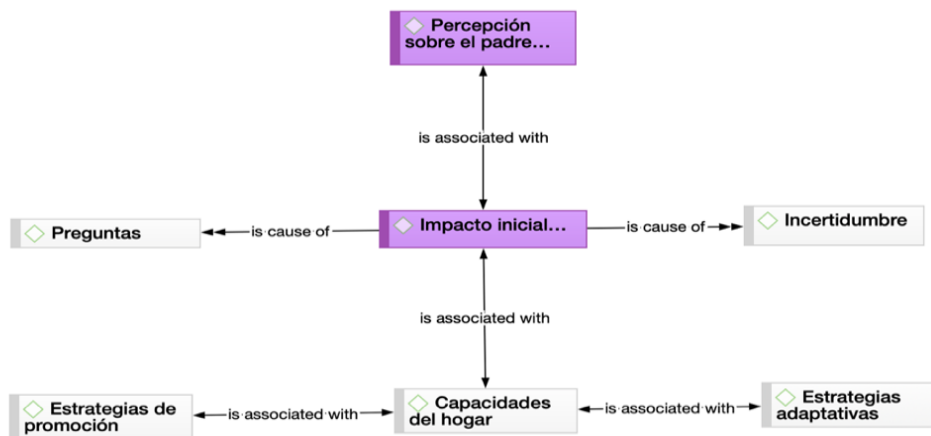 Percepción
sobre el padre...
is associated with
Preguntas
is cause of
Impacto inicial...
is cause of
Incertidumbre
is associated with
Estrategias de
promoción
is associated with
Capacidades
del hogar
is associated with
Estrategias
adaptativas